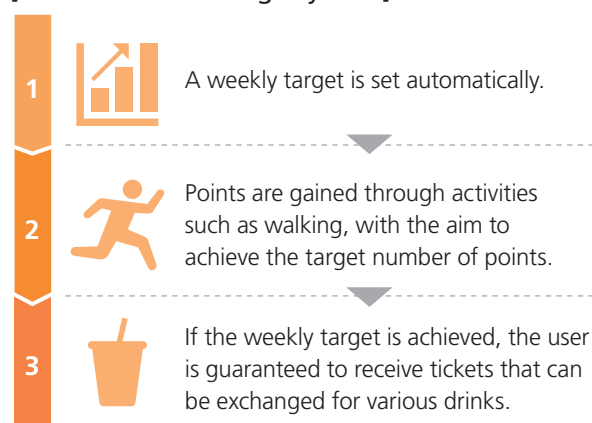 1
A weekly target is set automatically.
2
Points are gained through activities
such as walking, with the aim to
achieve the target number of points.
3
If the weekly target is achieved, the user
is guaranteed to receive tickets that can
be exchanged for various drinks.